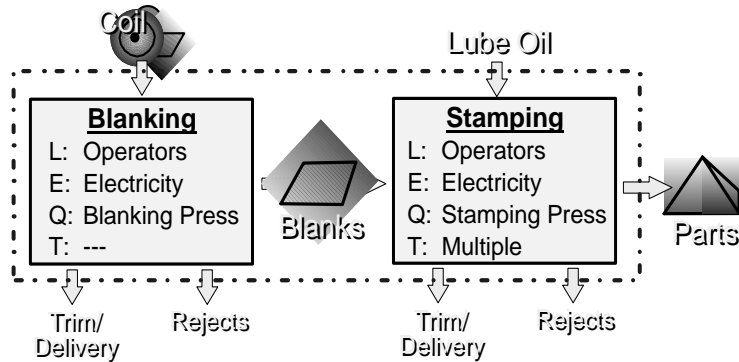 Coil
Lube Oil
Blanking
L: Operators
E: Electricity
Q: Blanking Press
T: ---
Blanks
Stamping
L: Operators
E: Electricity
Q: Stamping Press
T: Multiple
Parts
Trim/
Delivery
Rejects
Trim/
Delivery
Rejects